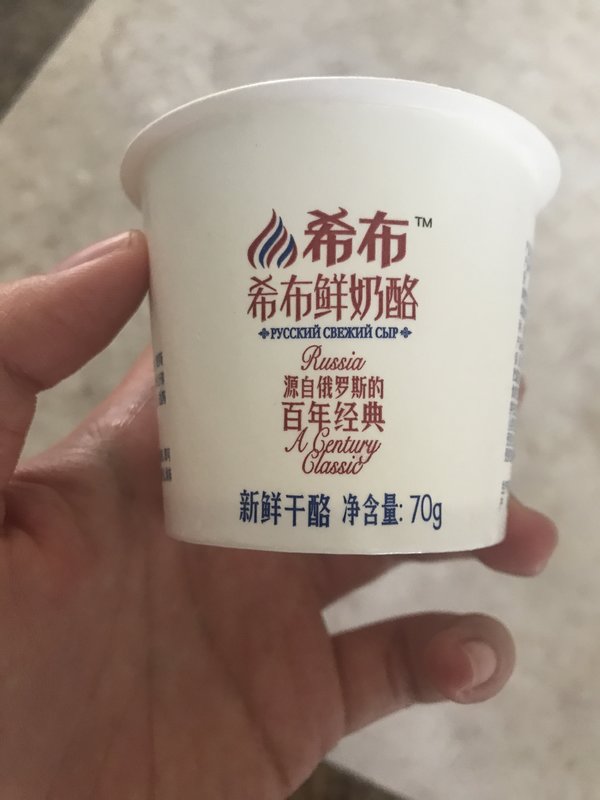 希布™
希布鲜奶酪
РУССКИЙ СВЕЖИЙ СЫР
Russia
源自俄罗斯的
百年经典
A Century
Classic
新鲜干酪 净含量: 70g